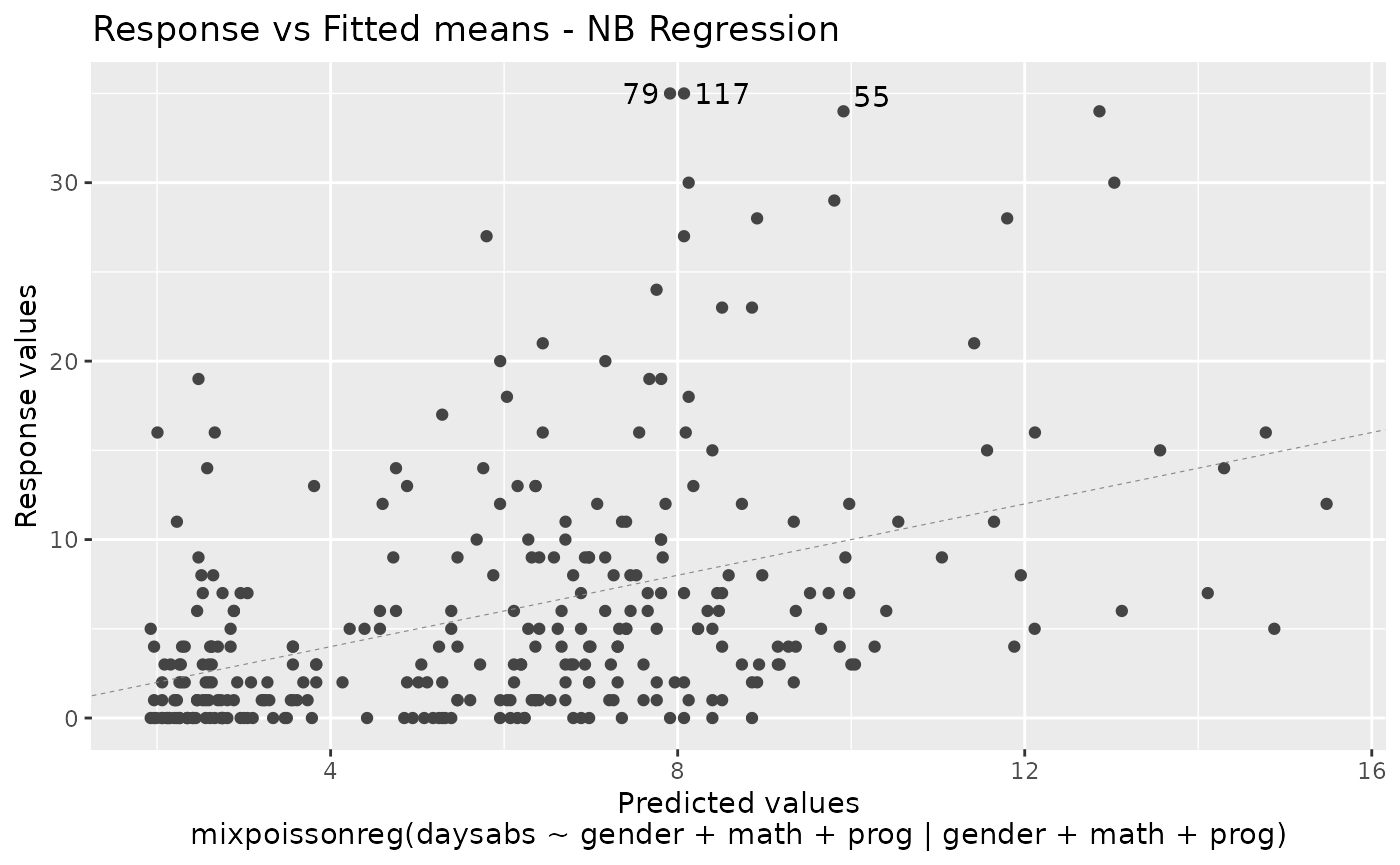 Response vs Fitted means - NB Regression
79
117
55
30
20
10
0
Response values
4
8
12
16
Predicted values
mixpoissonreg(daysabs ~ gender + math + prog | gender + math + prog)